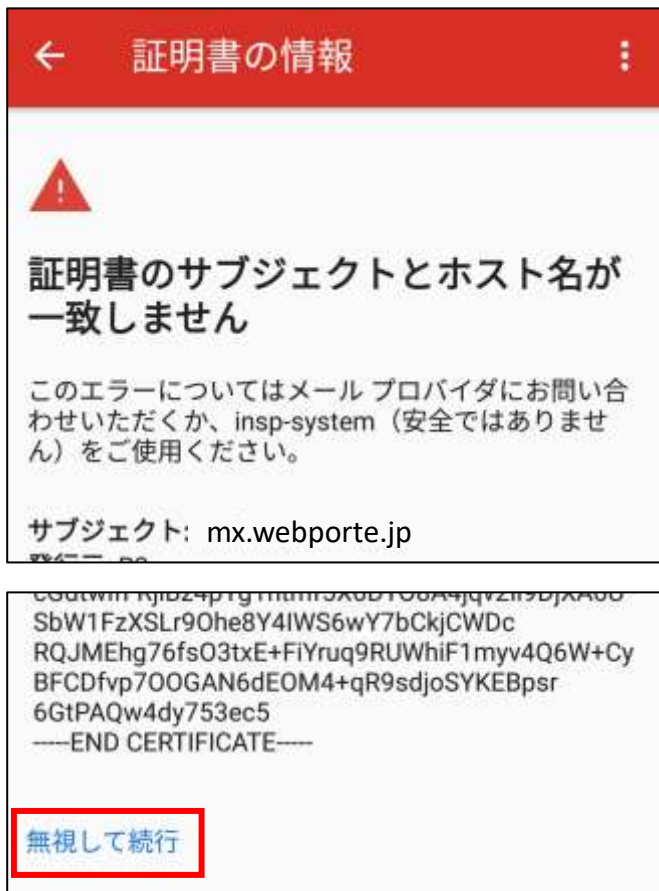 証明書の情報
証明書のサブジェクトとホスト名が
一致しません
このエラーについてはメール プロバイダにお問い合
わせいただくか、insp-system（安全ではありませ
ん）をご使用ください。
サブジェクト: mx.webporte.jp
SbW1FzXSLr9Ohe8Y4IWS6wY7bCkjCWDc
RQJMEhg76fsO3txE+FiYruq9RUWhiF1myv4Q6W+Cy
BFCDfvp7OOGAN6dEOM4+qR9sdjoSYKEBpsr
6GtPAQw4dy753ec5
-----END CERTIFICATE-----
無視して続行